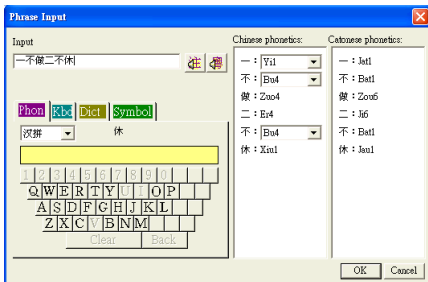 Phrase Input
Input
一不做二不休
注
Phon Kbd Dict Symbol
汉拼 休
1 2 3 4 5 6 7 8 9 0
Q W E R T Y U I O P
A S D F G H J K L
Z X C V B N M
Clear Back
Chinese phonetics:
一：Yi1
不：Bu4
做：Zuo4
二：Er4
不：Bu4
休：Xiu1
Catonese phonetics:
一：Jat1
不：Bat1
做：Zou6
二：Ji6
不：Bat1
休：Jau1
OK Cancel